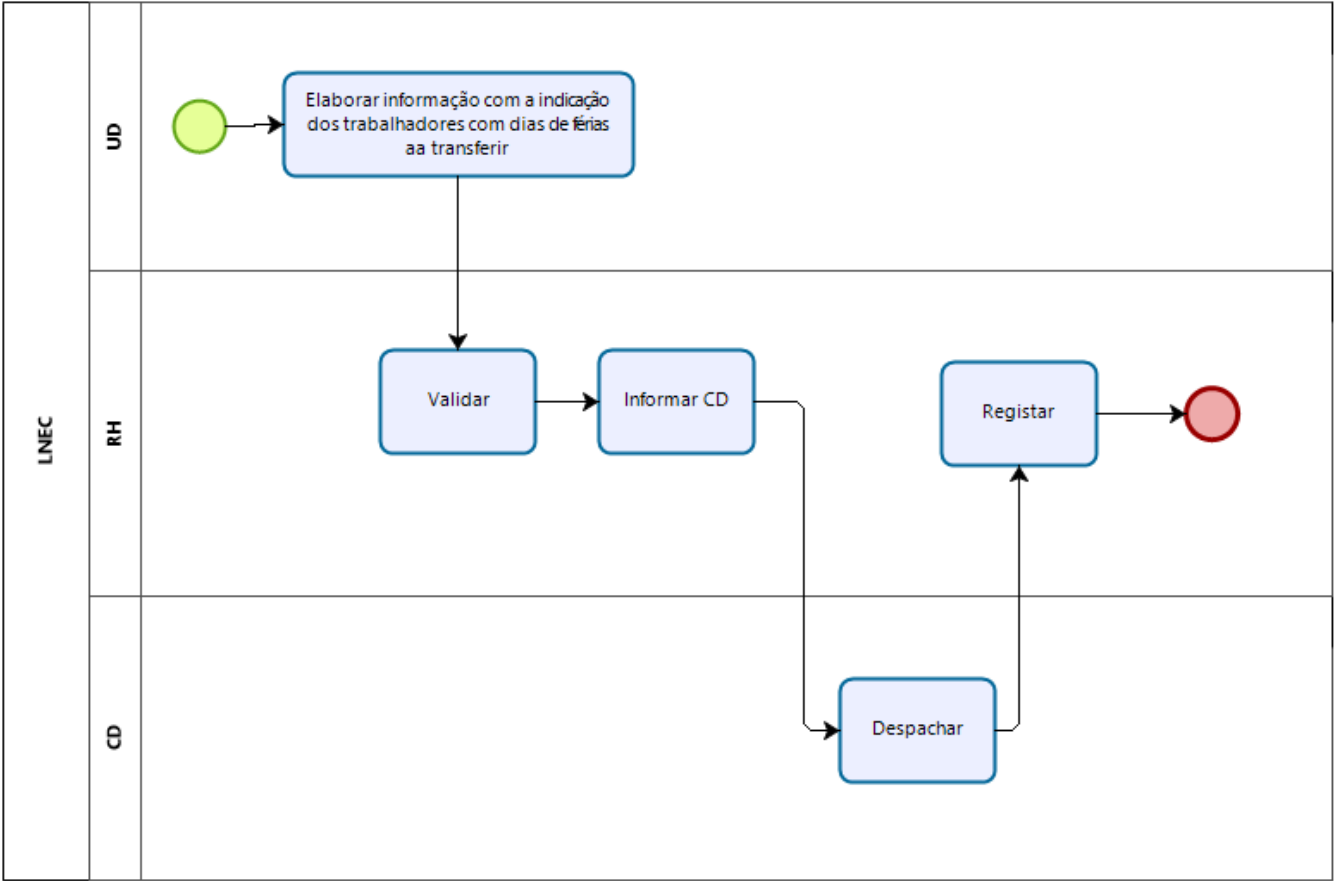 LNEC
UD
Elaborar informação com a indicação
dos trabalhadores com dias de férias
aa transferir
RH
Validar
Informar CD
Registar
CD
Despachar